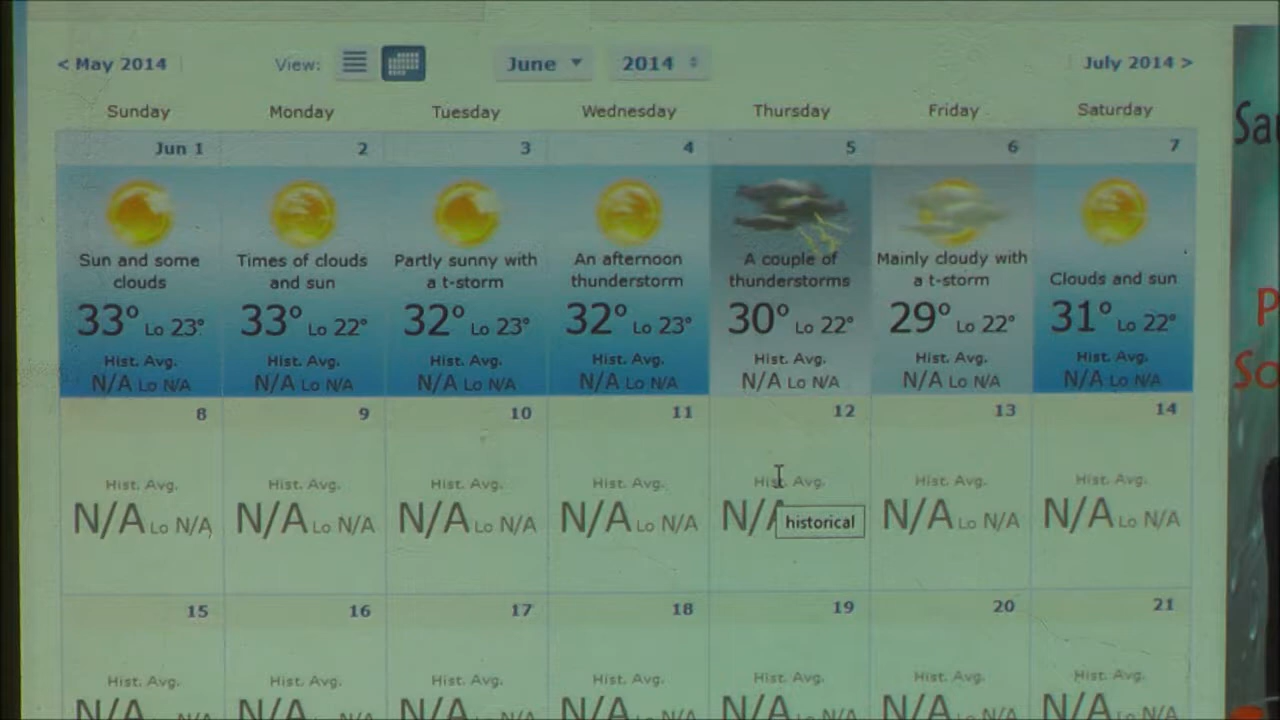 < May 2014 View: June 2014 July 2014 >
Sunday Monday Tuesday Wednesday Thursday Friday Saturday
Jun 1 2 3 4 5 6 7
Sun and some clouds Times of clouds and sun Partly sunny with a t-storm An afternoon thunderstorm A couple of thunderstorms Mainly cloudy with a t-storm Clouds and sun
33° Lo 23° 33° Lo 22° 32° Lo 23° 32° Lo 23° 30° Lo 22° 29° Lo 22° 31° Lo 22°
Hist. Avg. Hist. Avg. Hist. Avg. Hist. Avg. Hist. Avg. Hist. Avg. Hist. Avg.
N/A Lo N/A N/A Lo N/A N/A Lo N/A N/A Lo N/A N/A Lo N/A N/A Lo N/A N/A Lo N/A
8 9 10 11 12 13 14
Hist. Avg. Hist. Avg. Hist. Avg. Hist. Avg. Hist. Avg. Hist. Avg. Hist. Avg.
N/A Lo N/A N/A Lo N/A N/A Lo N/A N/A Lo N/A N/A historical N/A Lo N/A N/A Lo N/A
15 16 17 18 19 20 21
Hist. Avg. Hist. Avg. Hist. Avg. Hist. Avg. Hist. Avg. Hist. Avg. Hist. Avg.
N/A Lo N/A N/A Lo N/A N/A Lo N/A N/A Lo N/A N/A Lo N/A N/A Lo N/A N/A Lo N/A